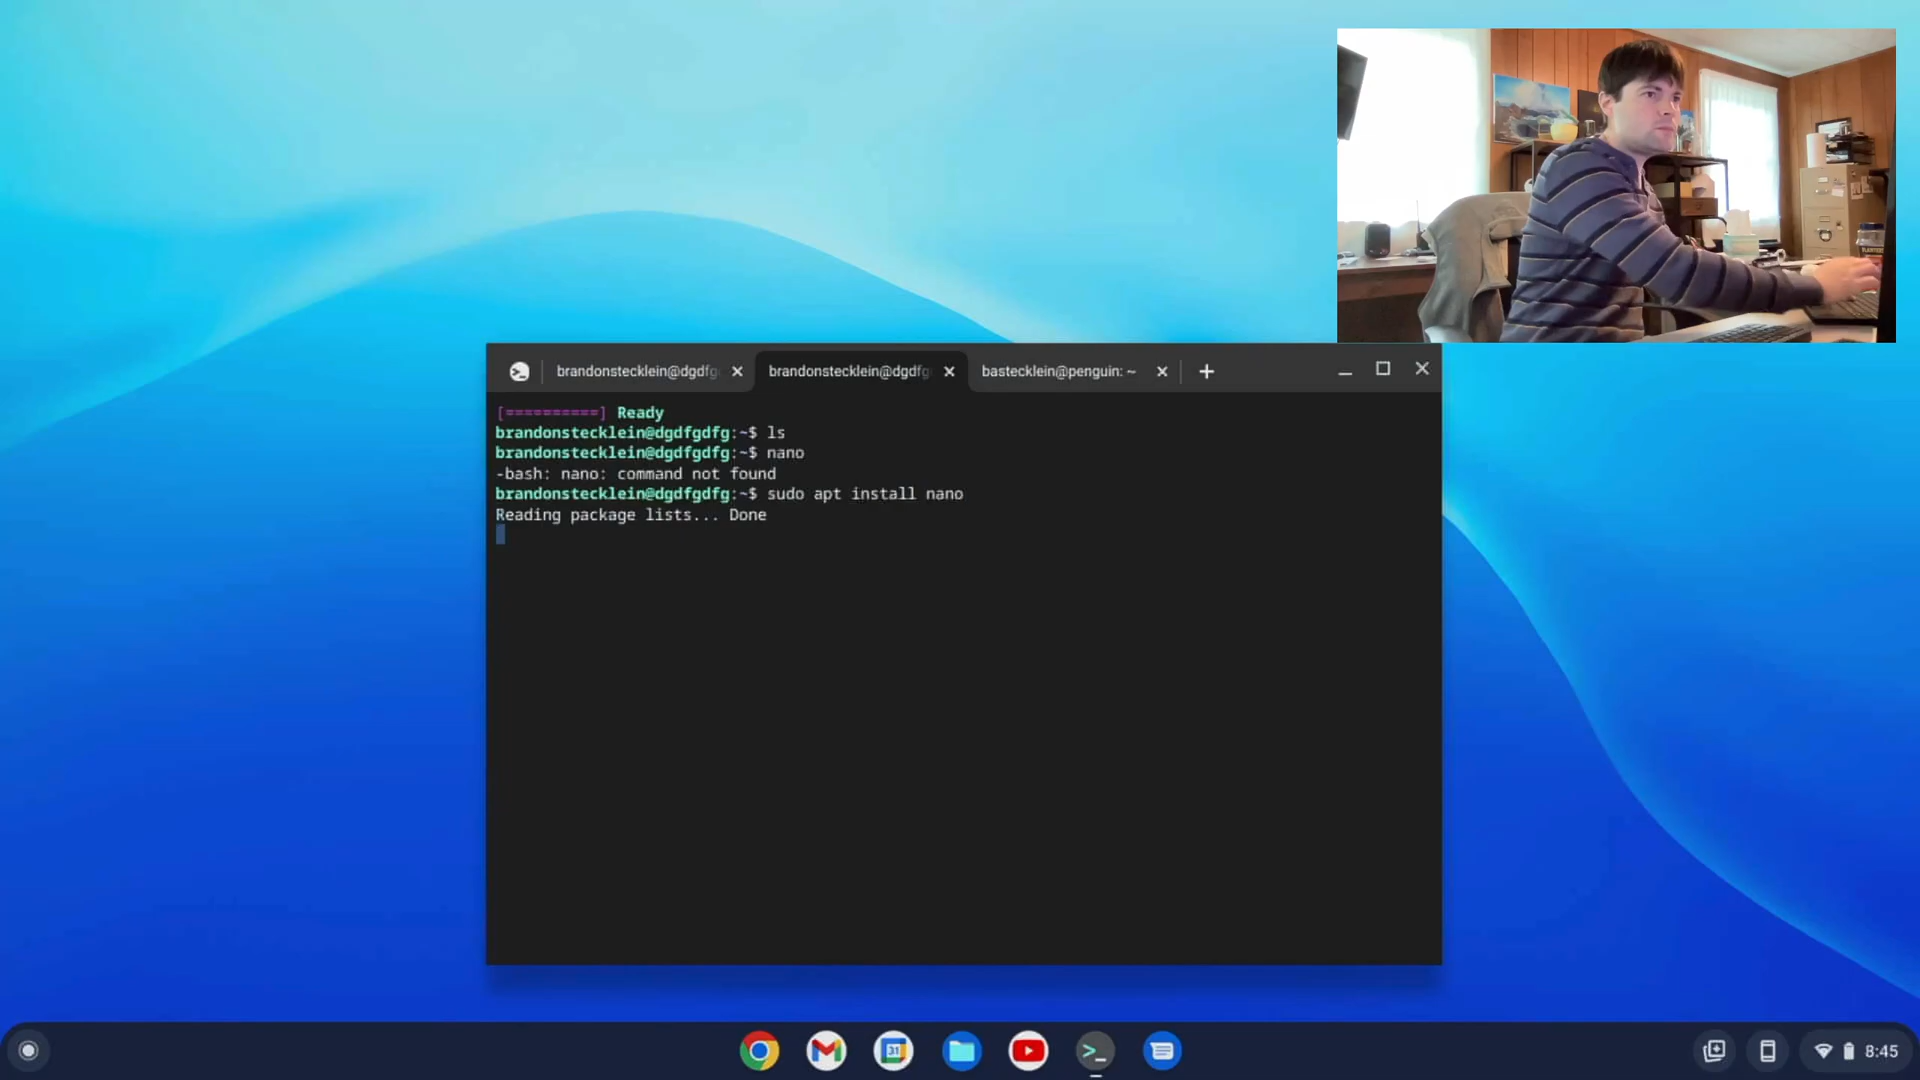 brandonstecklein@dgdfg
brandonstecklein@dgdfg
bastecklein@penguin: ~
[==========] Ready
brandonstecklein@dgdfgdfg:~$ ls
brandonstecklein@dgdfgdfg:~$ nano
-bash: nano: command not found
brandonstecklein@dgdfgdfg:~$ sudo apt install nano
Reading package lists... Done
31
8:45